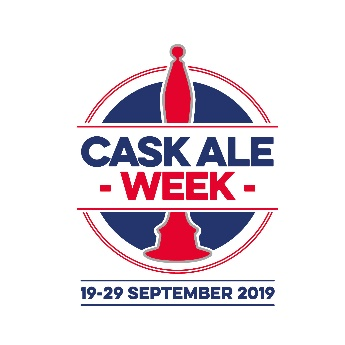 CASK ALE
- WEEK -
19-29 SEPTEMBER 2019